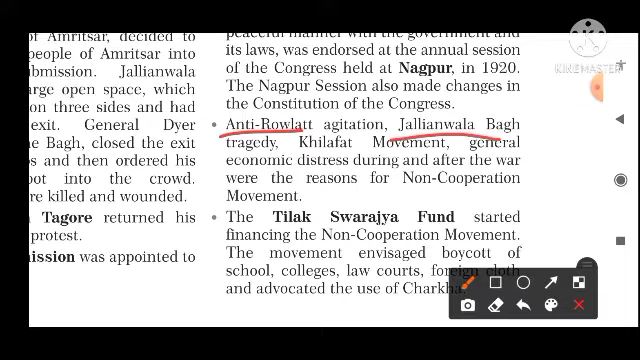 of Amritsar, decided to
people of Amritsar into
Jallianwala
open space, which
on three sides and had
exit. General Dyer
Bagh, closed the exit
and then ordered his
into the crowd.
killed and wounded.
Tagore returned his
protest.
was appointed to
peaceful manner with the government and
its laws, was endorsed at the annual session
of the Congress held at Nagpur, in 1920.
The Nagpur Session also made changes in
the Constitution of the Congress.
• Anti-Rowlatt agitation, Jallianwala Bagh
tragedy, Khilafat Movement, general
economic distress during and after the war
were the reasons for Non-Cooperation
Movement.
• The Tilak Swarajya Fund started
financing the Non-Cooperation Movement.
The movement envisaged boycott of
school, colleges, law courts, foreign cloth
and advocated the use of Charkha.
KINEMASTER